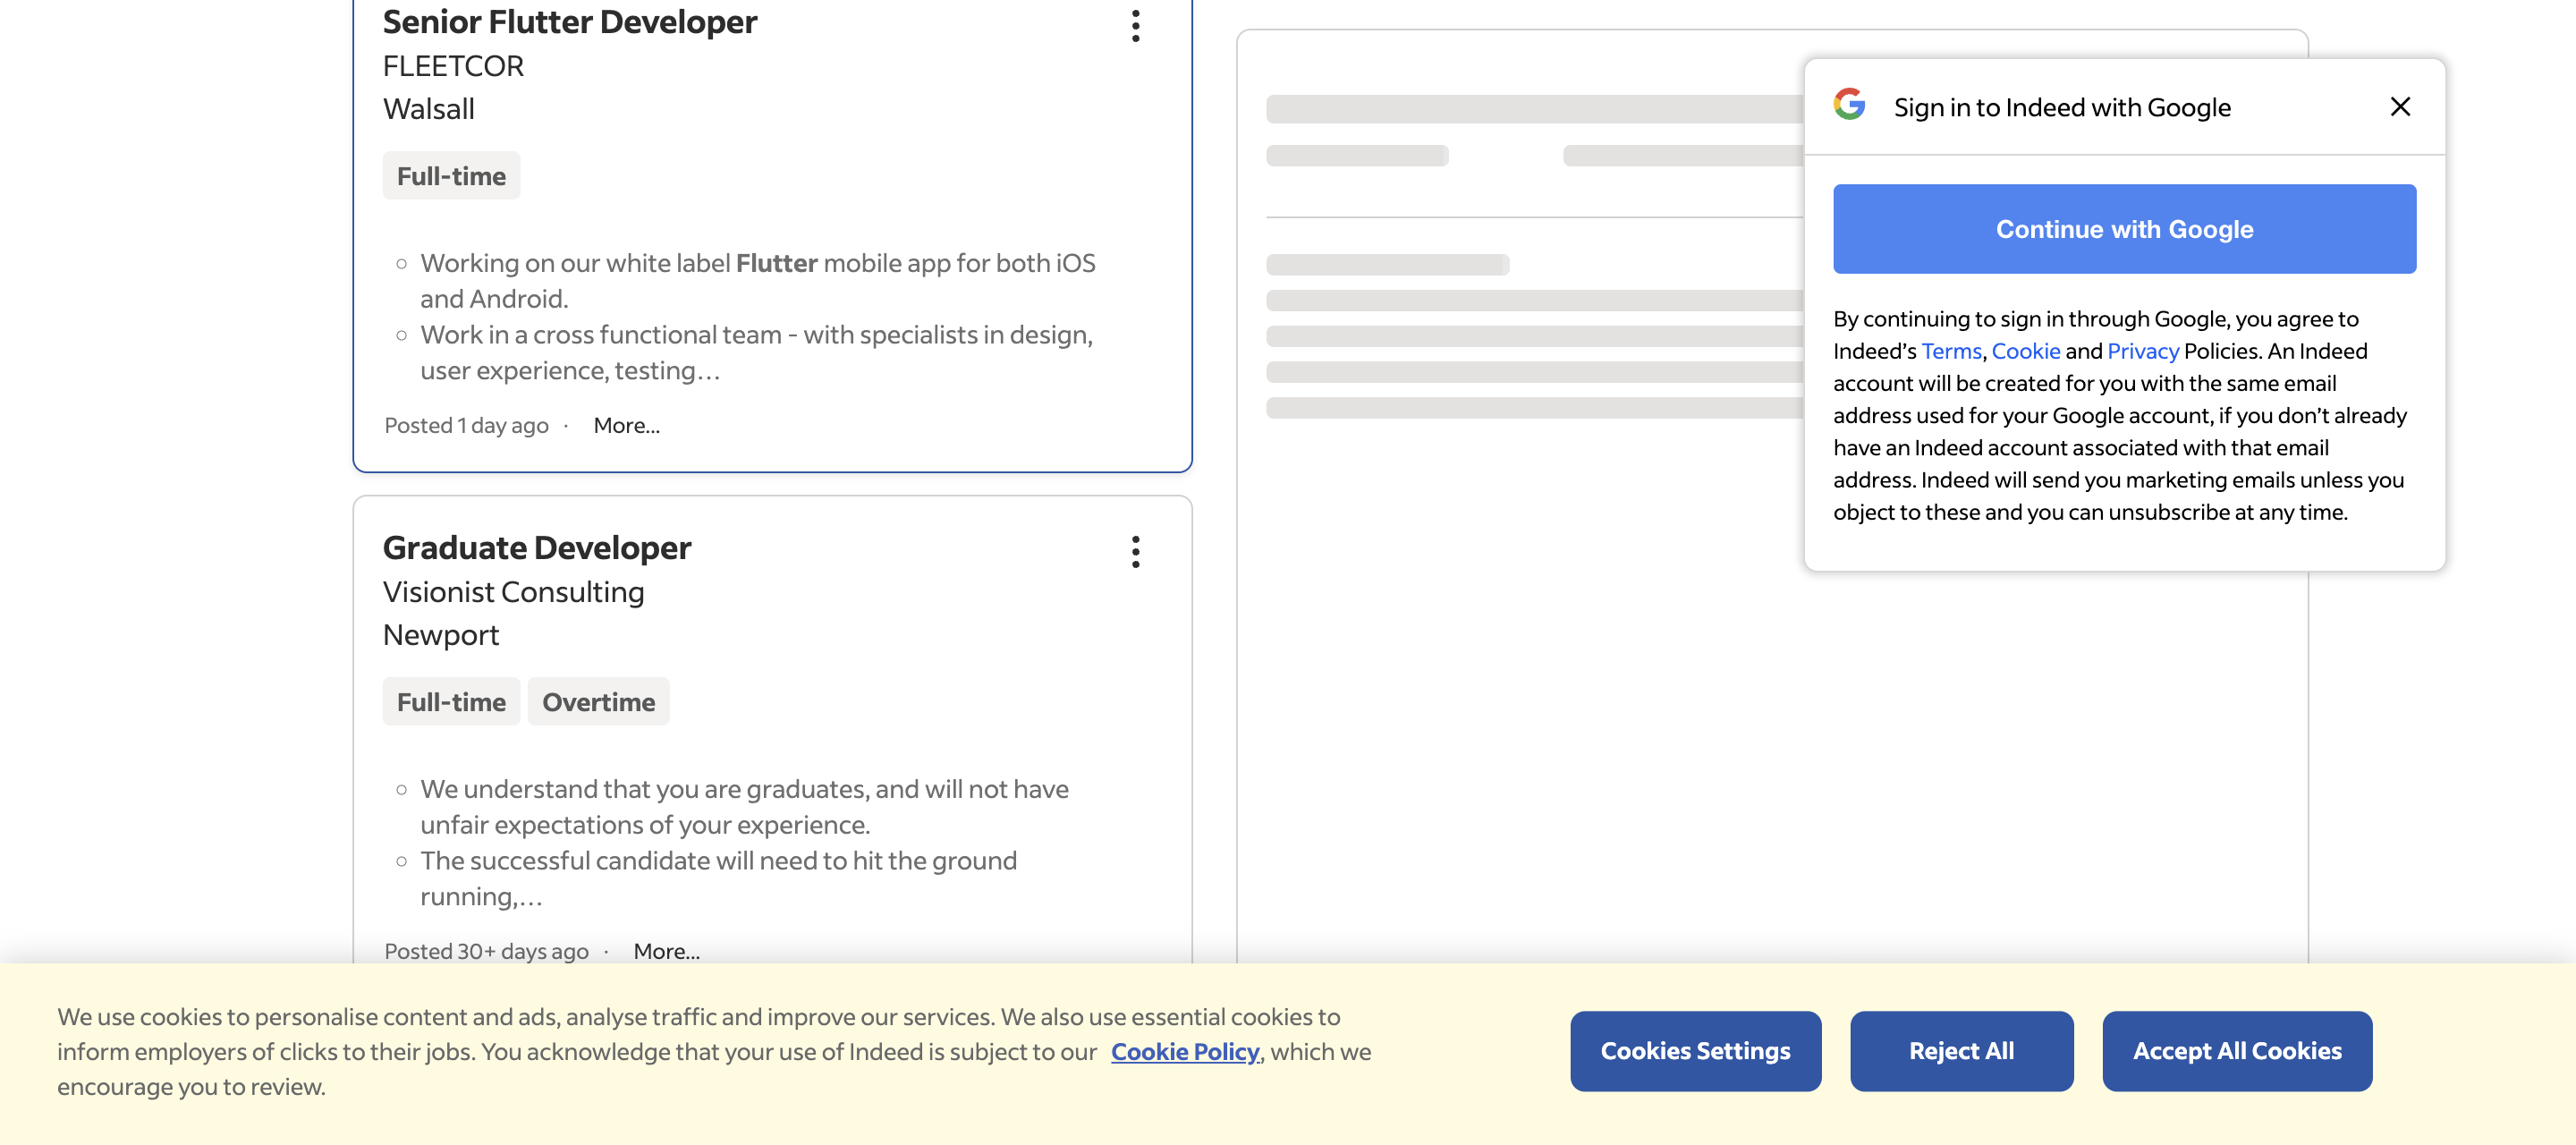 Senior Flutter Developer
FLEETCOR
Walsall
Full-time
Working on our white label Flutter mobile app for both iOS
and Android.
Work in a cross functional team - with specialists in design,
user experience, testing…
Posted 1 day ago · More...
Graduate Developer
Visionist Consulting
Newport
Full-time Overtime
We understand that you are graduates, and will not have
unfair expectations of your experience.
The successful candidate will need to hit the ground
running,…
Posted 30+ days ago · More...
Sign in to Indeed with Google
Continue with Google
By continuing to sign in through Google, you agree to
Indeed’s Terms, Cookie and Privacy Policies. An Indeed
account will be created for you with the same email
address used for your Google account, if you don’t already
have an Indeed account associated with that email
address. Indeed will send you marketing emails unless you
object to these and you can unsubscribe at any time.
We use cookies to personalise content and ads, analyse traffic and improve our services. We also use essential cookies to
inform employers of clicks to their jobs. You acknowledge that your use of Indeed is subject to our Cookie Policy, which we
encourage you to review.
Cookies Settings
Reject All
Accept All Cookies